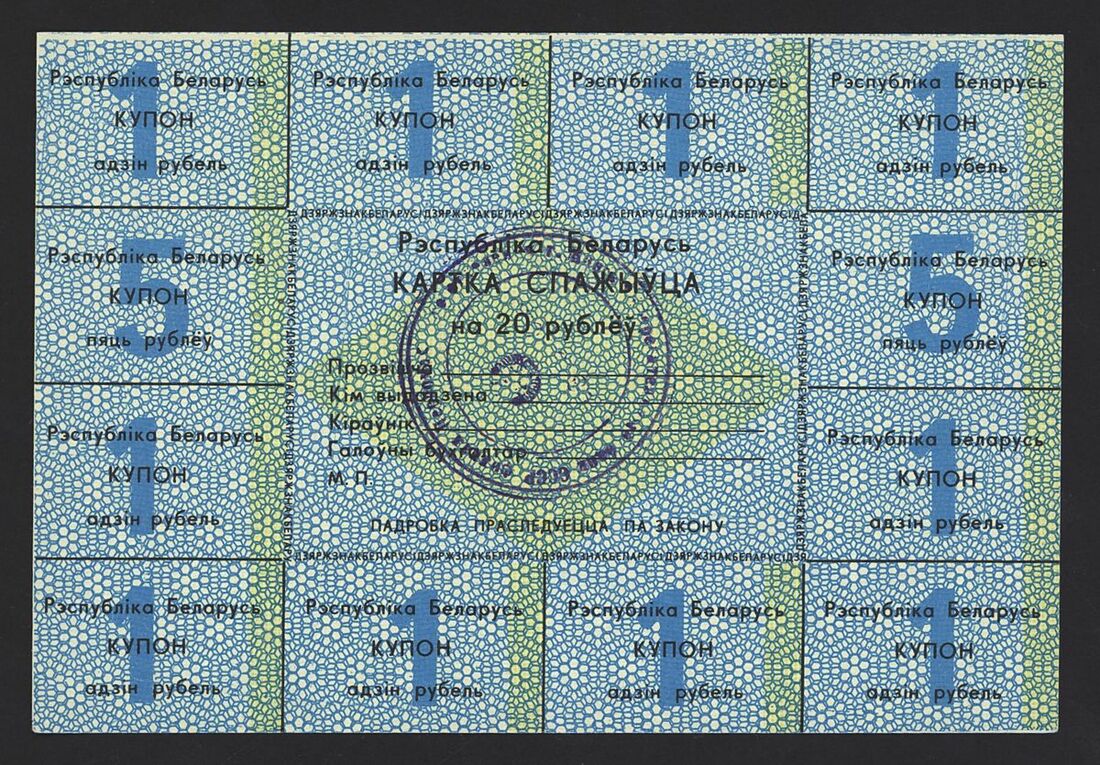 Рэспубліка Беларусь
КУПОН
адзін рубель
Рэспубліка Беларусь
КУПОН
адзін рубель
Рэспубліка Беларусь
КУПОН
адзін рубель
Рэспубліка Беларусь
КУПОН
адзін рубель
1
1
1
1
Рэспубліка Беларусь
КУПОН
пяць рублёў
5
ДЗЯРЖЗНАКБЕЛАРУСІДЗЯРЖЗНАКБЕЛАРУСІДЗЯРЖЗНАКБЕЛАРУСІДЗЯРЖЗНАКБЕЛАРУСІ
Рэспубліка Беларусь
КАРТКА СПАЖЫЎЦА
на 20 рублёў
Прозвішча
Кім выдадзена
Кіраўнік
Галоўны бухгалтар
М. П.
ПАДРОБКА ПРАСЛЕДУЕЦЦА ПА ЗАКОНУ
ДЗЯРЖЗНАКБЕЛАРУСІДЗЯРЖЗНАКБЕЛАРУСІДЗЯРЖЗНАКБЕЛАРУСІ
Рэспубліка Беларусь
КУПОН
пяць рублёў
5
Рэспубліка Беларусь
КУПОН
адзін рубель
1
Рэспубліка Беларусь
КУПОН
адзін рубель
1
Рэспубліка Беларусь
КУПОН
адзін рубель
Рэспубліка Беларусь
КУПОН
адзін рубель
Рэспубліка Беларусь
КУПОН
адзін рубель
Рэспубліка Беларусь
КУПОН
адзін рубель
1
1
1
1